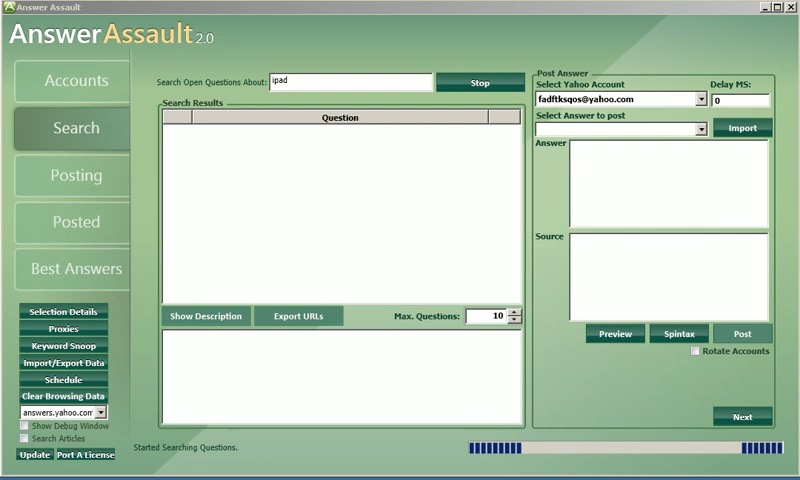 Answer Assault
AnswerAssault 2.0
Accounts
Search
Posting
Posted
Best Answers
Selection Details
Proxies
Keyword Snoop
Import/Export Data
Schedule
Clear Browsing Data
answers.yahoo.com
Show Debug Window
Search Articles
Update Port A License
Search Open Questions About: ipad Stop
Search Results
Question
Show Description Export URLs Max. Questions: 10
Started Searching Questions.
Post Answer
Select Yahoo Account Delay MS:
fadftksqos@yahoo.com 0
Select Answer to post
Import
Answer
Source
Preview Spintax Post
Rotate Accounts
Next